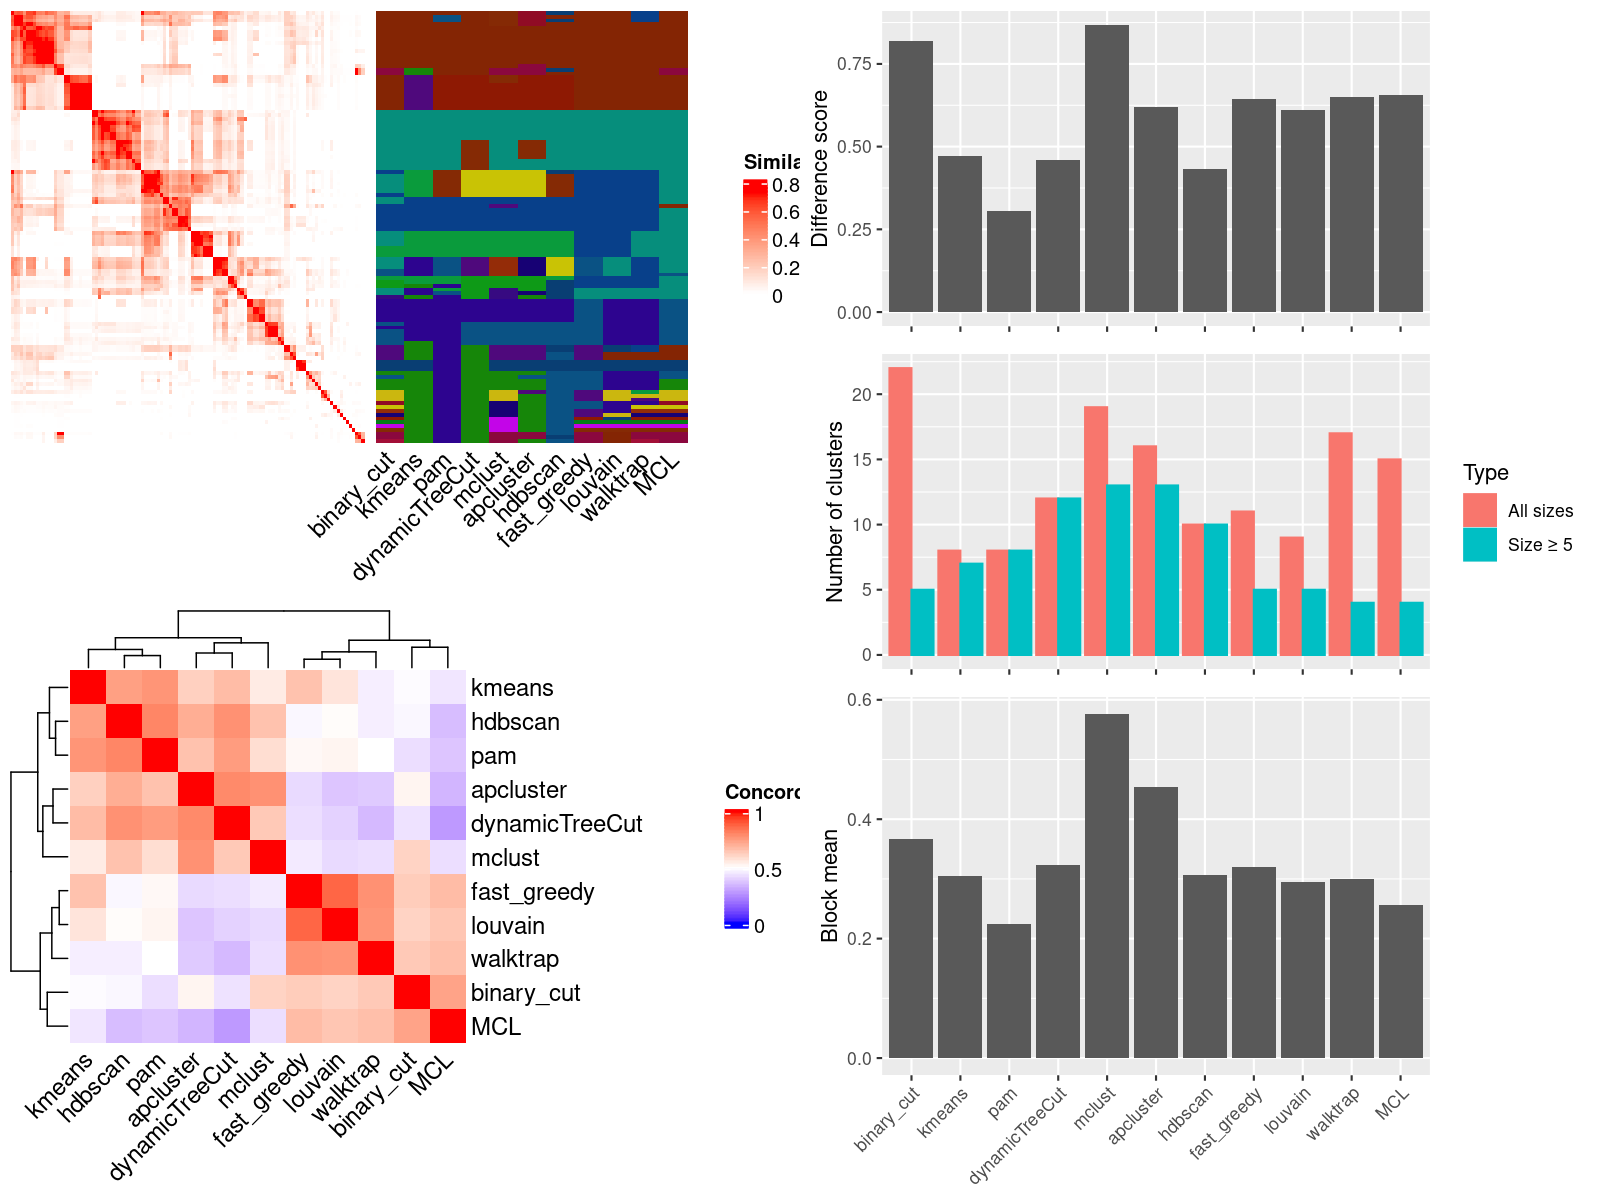 Simila
0.8
0.6
0.4
0.2
0
binary_cut
kmeans
pam
dynamicTreeCut
mclust
apcluster
hdbscan
fast_greedy
louvain
walktrap
MCL
Difference score
0.75
0.50
0.25
0.00
Number of clusters
20
15
10
5
0
Type
All sizes
Size ≥ 5
kmeans
hdbscan
pam
apcluster
dynamicTreeCut
mclust
fast_greedy
louvain
walktrap
binary_cut
MCL
kmeans
hdbscan
pam
apcluster
dynamicTreeCut
mclust
fast_greedy
louvain
walktrap
binary_cut
MCL
Concord
1
0.5
0
Block mean
0.6
0.4
0.2
0.0
binary_cut
kmeans
pam
dynamicTreeCut
mclust
apcluster
hdbscan
fast_greedy
louvain
walktrap
MCL